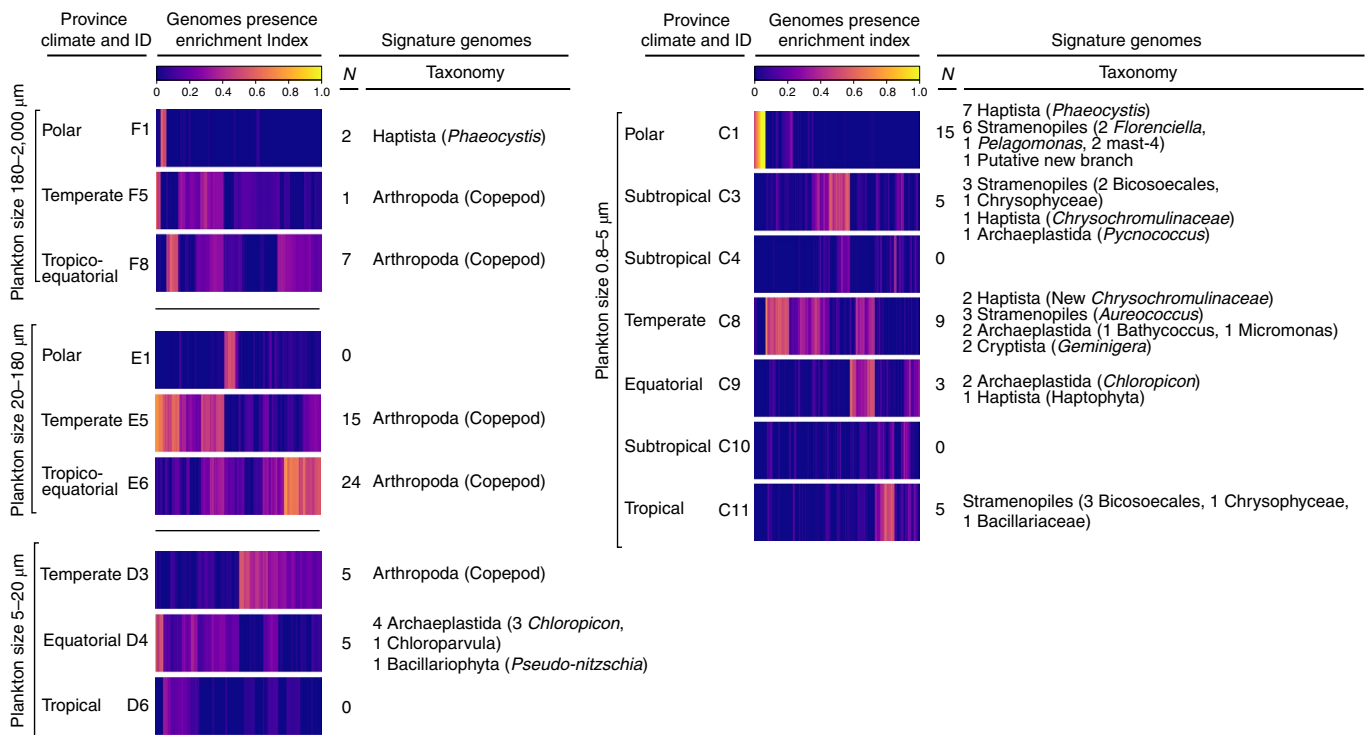 Province
climate and ID
Genomes presence
enrichment Index
Signature genomes
0 0.2 0.4 0.6 0.8 1.0
N
Taxonomy
Plankton size 180–2,000 μm
Polar F1
2
Haptista (Phaeocystis)
Temperate F5
1
Arthropoda (Copepod)
Tropico-
equatorial F8
7
Arthropoda (Copepod)
Plankton size 20–180 μm
Polar E1
0
Temperate E5
15
Arthropoda (Copepod)
Tropico-
equatorial E6
24
Arthropoda (Copepod)
Plankton size 5–20 μm
Temperate D3
5
Arthropoda (Copepod)
Equatorial D4
5
4 Archaeplastida (3 Chloropicon,
1 Chloroparvula)
1 Bacillariophyta (Pseudo-nitzschia)
Tropical D6
0
Province
climate and ID
Genomes presence
enrichment index
Signature genomes
0 0.2 0.4 0.6 0.8 1.0
N
Taxonomy
Plankton size 0.8–5 μm
Polar C1
15
7 Haptista (Phaeocystis)
6 Stramenopiles (2 Florenciella,
1 Pelagomonas, 2 mast-4)
1 Putative new branch
Subtropical C3
5
3 Stramenopiles (2 Bicosoecales,
1 Chrysophyceae)
1 Haptista (Chrysochromulinaceae)
1 Archaeplastida (Pycnococcus)
Subtropical C4
0
Temperate C8
9
2 Haptista (New Chrysochromulinaceae)
3 Stramenopiles (Aureococcus)
2 Archaeplastida (1 Bathycoccus, 1 Micromonas)
2 Cryptista (Geminigera)
Equatorial C9
3
2 Archaeplastida (Chloropicon)
1 Haptista (Haptophyta)
Subtropical C10
0
Tropical C11
5
Stramenopiles (3 Bicosoecales, 1 Chrysophyceae,
1 Bacillariaceae)